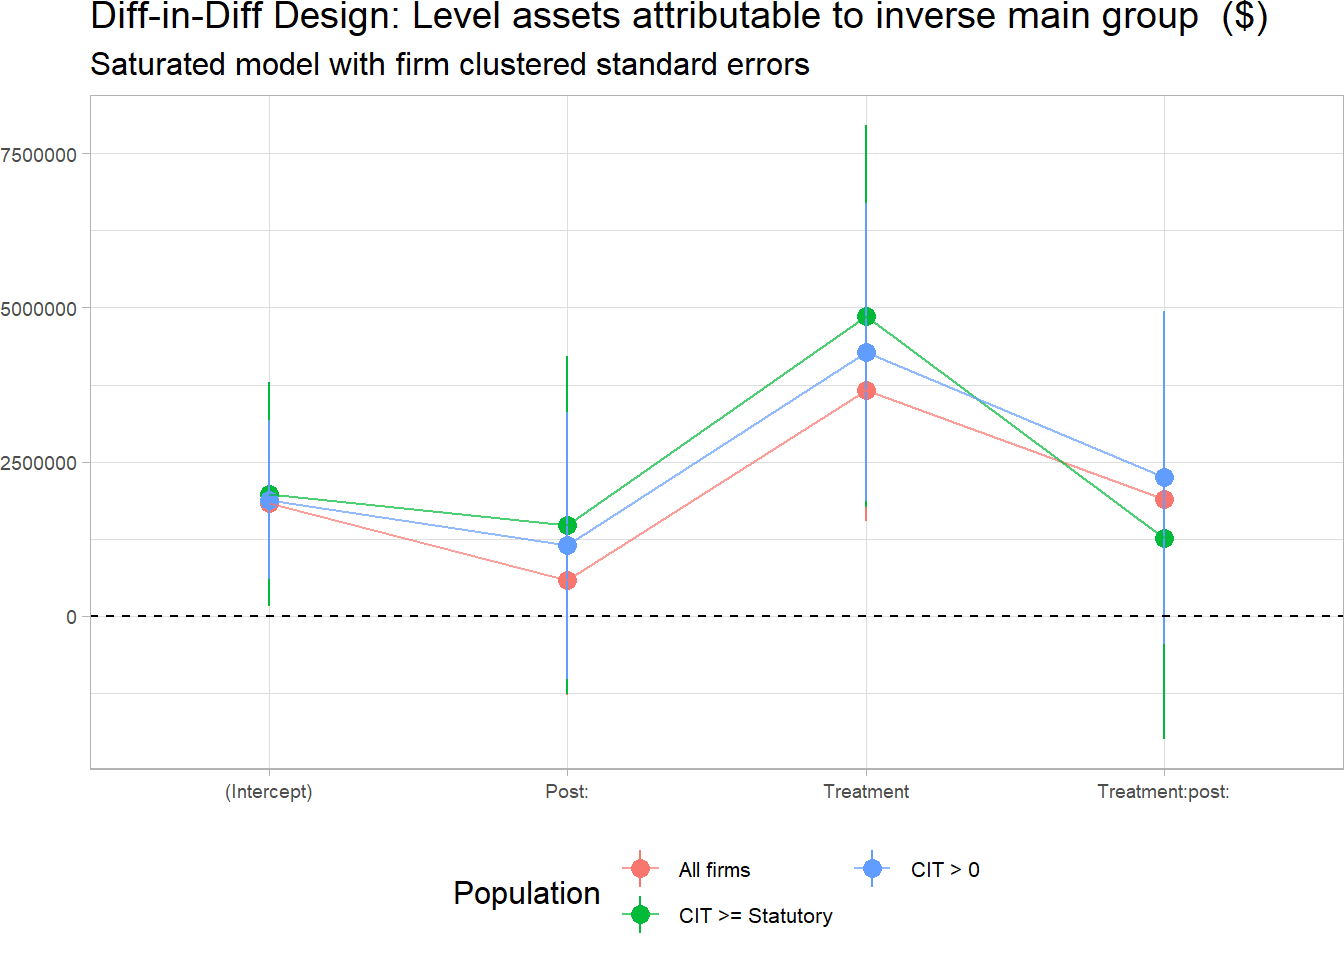 Diff-in-Diff Design: Level assets attributable to inverse main group  ($)
Saturated model with firm clustered standard errors
7500000
5000000
2500000
0
(Intercept) Post: Treatment Treatment:post:
Population
All firms CIT > 0
CIT >= Statutory